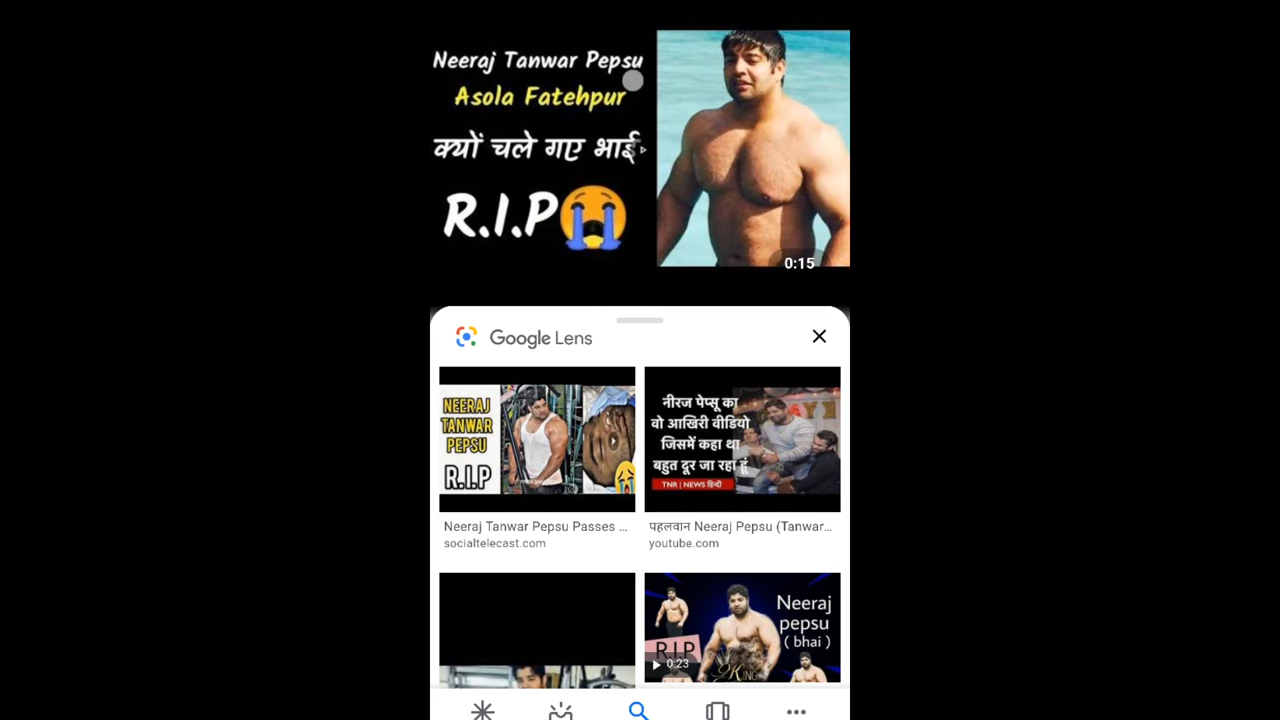 Neeraj Tanwar Pepsu
Asola Fatehpur
क्यों चले गए भाई
R.I.P
0:15
Google Lens
NEERAJ
TANWAR
PEPSU
R.I.P
नीरज पेप्सू का
वो आखिरी वीडियो
जिसमें कहा था
बहुत दूर जा रहा हूं
TNR | NEWS हिन्दी
Neeraj Tanwar Pepsu Passes ...
socialtelecast.com
पहलवान Neeraj Pepsu (Tanwar...
youtube.com
Neeraj
pepsu
( bhai )
R.I.P
KING
0:23